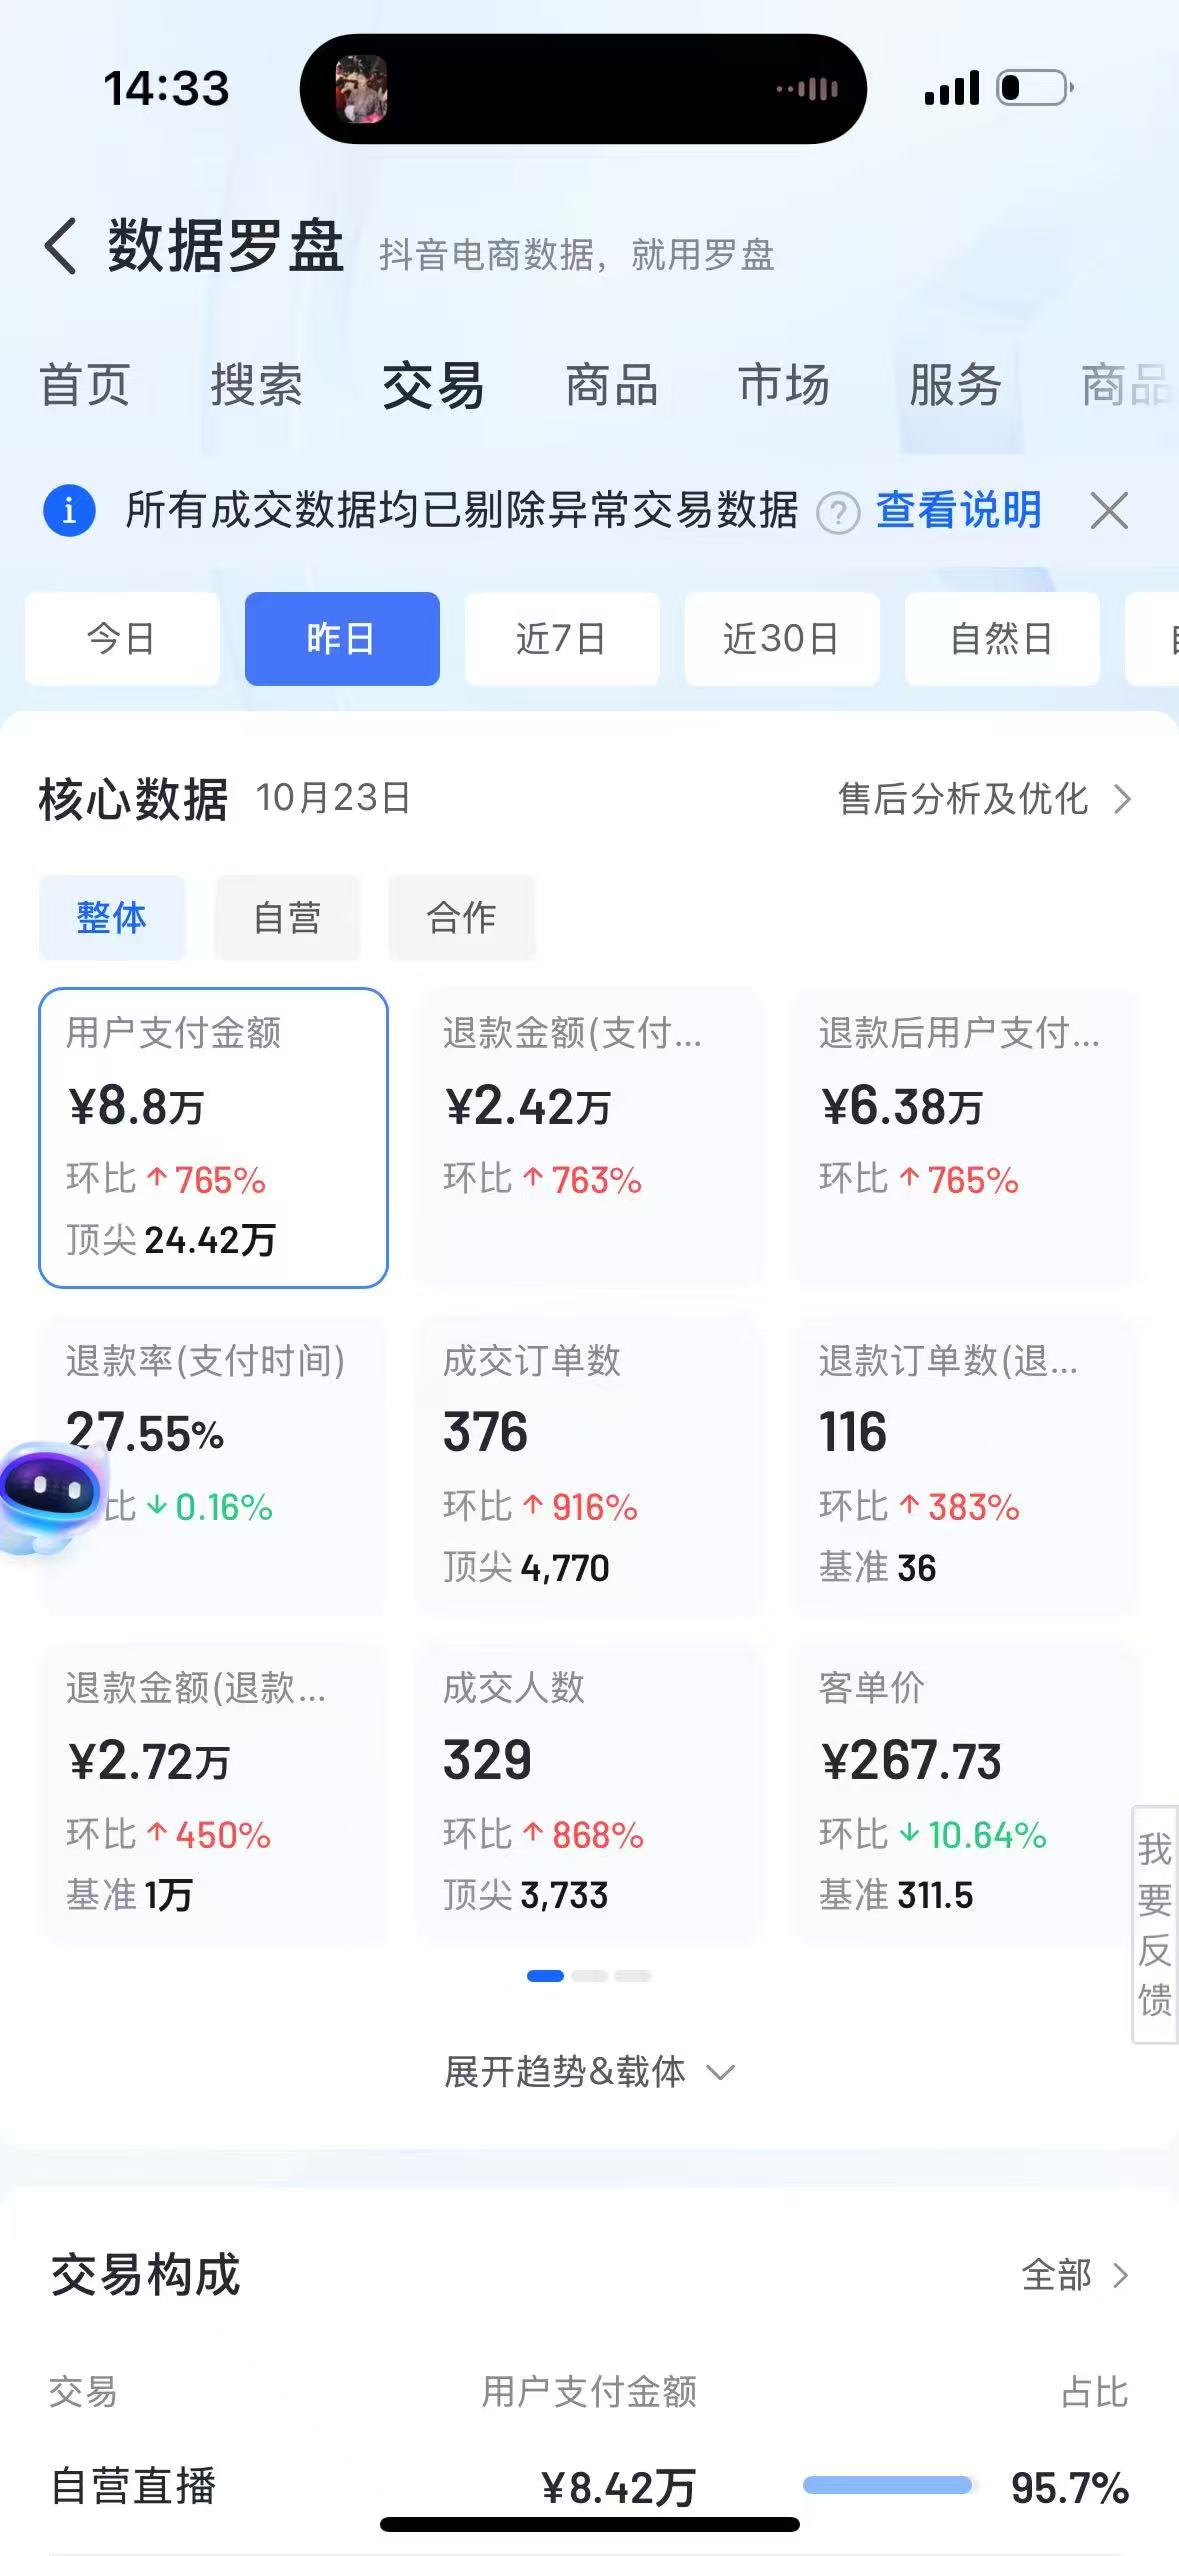 14:33
数据罗盘 抖音电商数据，就用罗盘
首页 搜索 交易 商品 市场 服务 商品
所有成交数据均已剔除异常交易数据 ? 查看说明
今日 昨日 近7日 近30日 自然日
核心数据 10月23日 售后分析及优化
整体 自营 合作
用户支付金额 退款金额(支付... 退款后用户支付...
¥8.8万 ¥2.42万 ¥6.38万
环比 ↑ 765% 环比 ↑ 763% 环比 ↑ 765%
顶尖 24.42万
退款率(支付时间) 成交订单数 退款订单数(退...
27.55% 376 116
比 ↓ 0.16% 环比 ↑ 916% 环比 ↑ 383%
顶尖 4,770 基准 36
退款金额(退款... 成交人数 客单价
¥2.72万 329 ¥267.73
环比 ↑ 450% 环比 ↑ 868% 环比 ↓ 10.64%
基准 1万 顶尖 3,733 基准 311.5
我要反馈
展开趋势&载体
交易构成 全部
交易 用户支付金额 占比
自营直播 ¥8.42万 95.7%